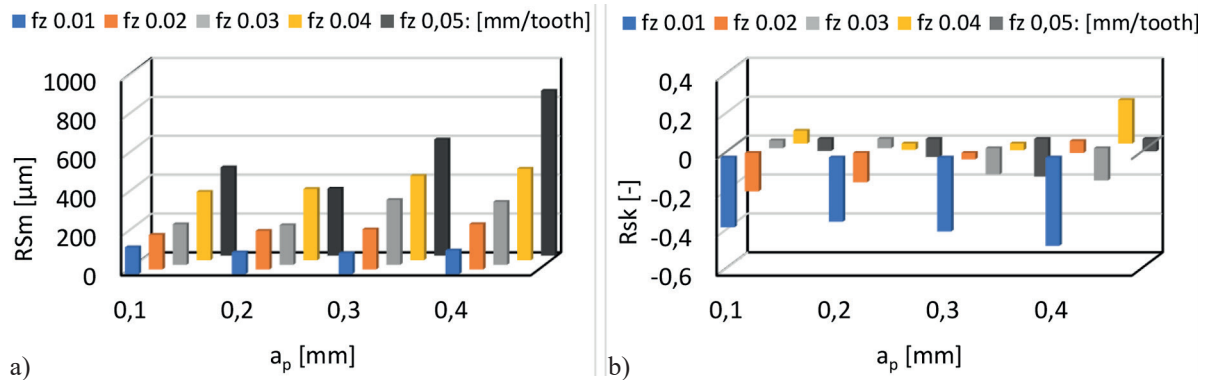 fz 0.01 fz 0.02 fz 0.03 fz 0.04 fz 0,05: [mm/tooth]
1000
800
600
400
200
0
RSm [µm]
0,1 0,2 0,3 0,4
a) ap [mm]
fz 0.01 fz 0.02 fz 0.03 fz 0.04 fz 0,05: [mm/tooth]
0,4
0,2
0
-0,2
-0,4
-0,6
Rsk [-]
0,1 0,2 0,3 0,4
b) ap [mm]